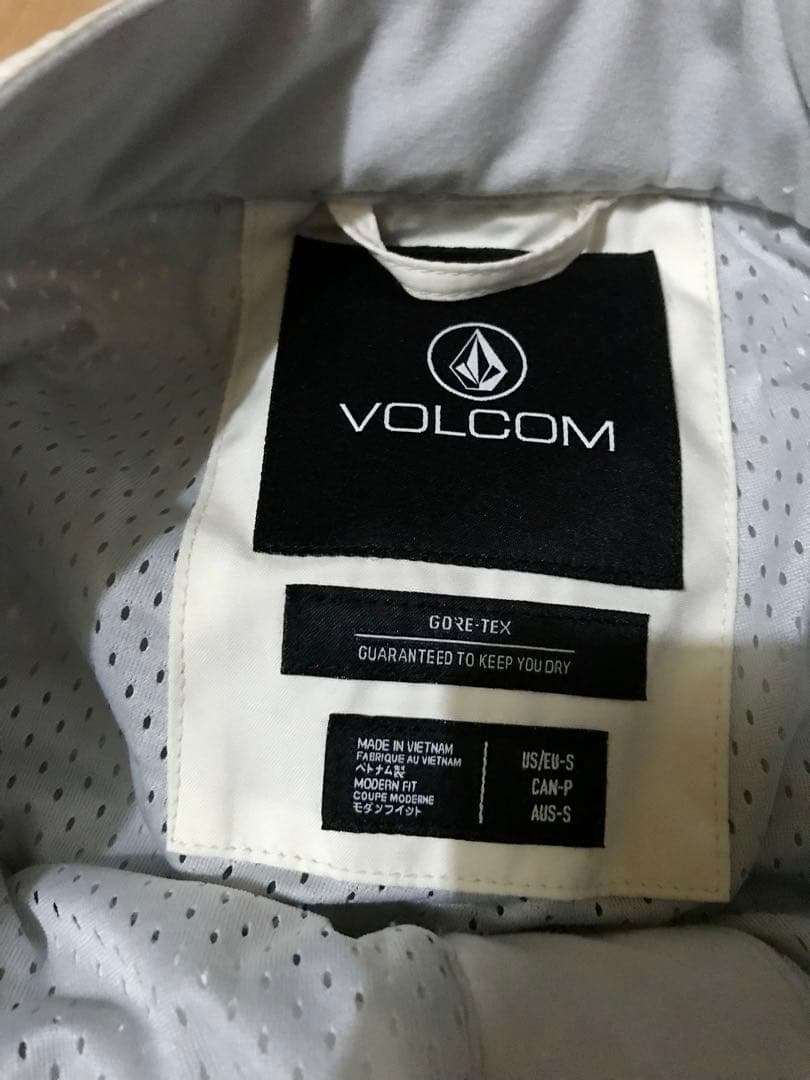 VOLCOM
GORE-TEX
GUARANTEED TO KEEP YOU DRY
MADE IN VIETNAM
FABRIQUE AU VIETNAM
ベトナム製
MODERN FIT
COUPE MODERNE
モダンフイット
US/EU-S
CAN-P
AUS-S